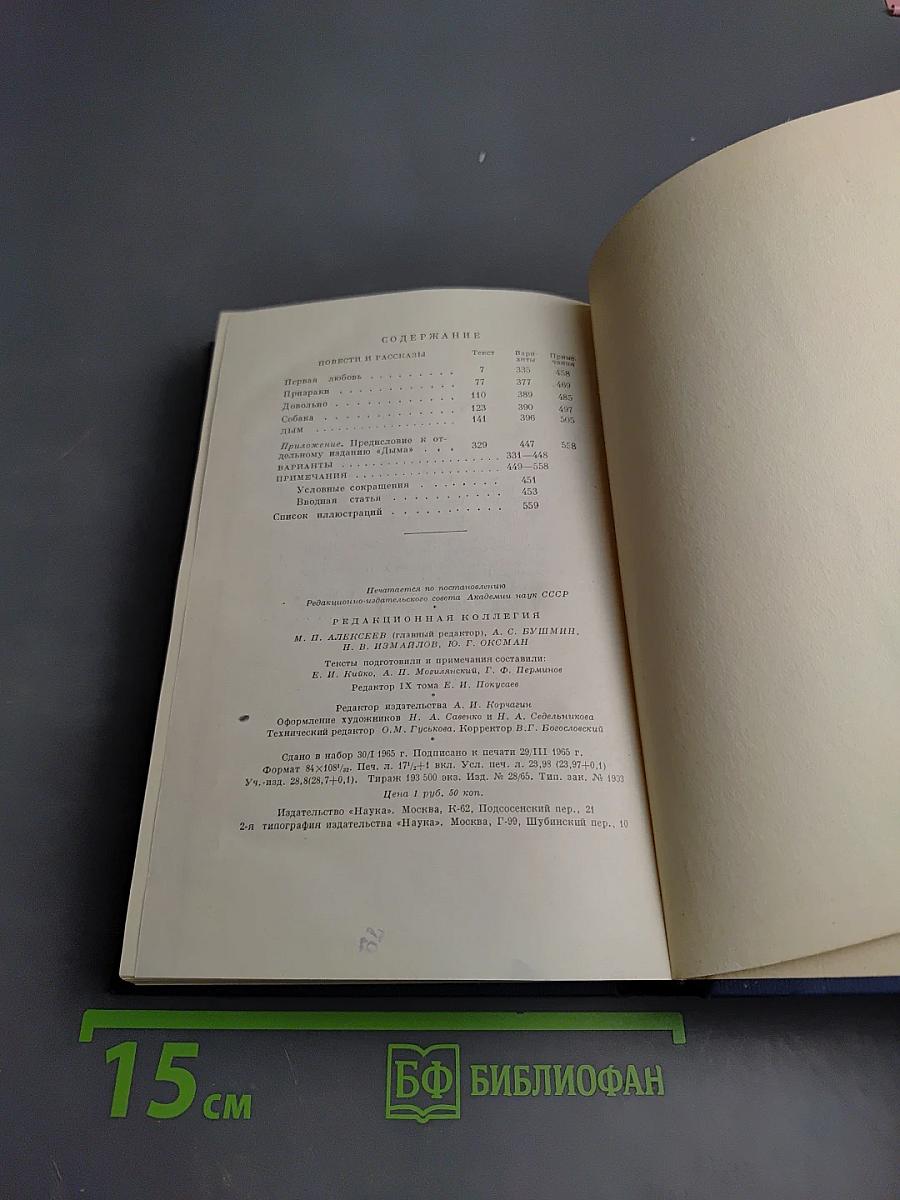 СОДЕРЖАНИЕ
ПОВЕСТИ И РАССКАЗЫ Текст Вари-анты Приме-чания
Первая любовь . . . . . . . . . 7 335 458
Призраки . . . . . . . . . . . . 77 377 469
Довольно . . . . . . . . . . . . 110 389 485
Собака . . . . . . . . . . . . . 123 390 497
ДЫМ . . . . . . . . . . . . . . 141 396 505
Приложение. Предисловие к от-
дельному изданию «Дыма» . . . 329 447 558
ВАРИАНТЫ . . . . . . . . . . . . . . . . 331—448
ПРИМЕЧАНИЯ . . . . . . . . . . . . . . . 449—558
Условные сокращения . . . . . . . . 451
Вводная статья . . . . . . . . . . . 453
Список иллюстраций . . . . . . . . . . . 559
Печатается по постановлению
Редакционно-издательского совета Академии наук СССР
*
РЕДАКЦИОННАЯ КОЛЛЕГИЯ
М. П. АЛЕКСЕЕВ (главный редактор), А. С. БУШМИН,
Н. В. ИЗМАЙЛОВ, Ю. Г. ОКСМАН
Тексты подготовили и примечания составили:
Е. И. Кийко, А. П. Могилянский, Г. Ф. Перминов
Редактор IX тома Е. И. Покусаев
*
Редактор издательства А. И. Корчагин
Оформление художников Н. А. Савенко и Н. А. Седельникова
Технический редактор О.М. Гуськова. Корректор В.Г. Богословский
*
Сдано в набор 30/I 1965 г. Подписано к печати 29/III 1965 г.
Формат 84×108¹/₃₂. Печ. л. 17¹/₂+1 вкл. Усл. печ. л. 23,98 (23,97+0,1)
Уч.-изд. 28,8(28,7+0,1). Тираж 193 500 экз. Изд. № 28/65. Тип. зак. № 1933
Цена 1 руб. 50 коп.
Издательство «Наука». Москва, К-62, Подсосенский пер., 21
2-я типография издательства «Наука». Москва, Г-99, Шубинский пер., 10
15 см
БФ БИБЛИОФАН